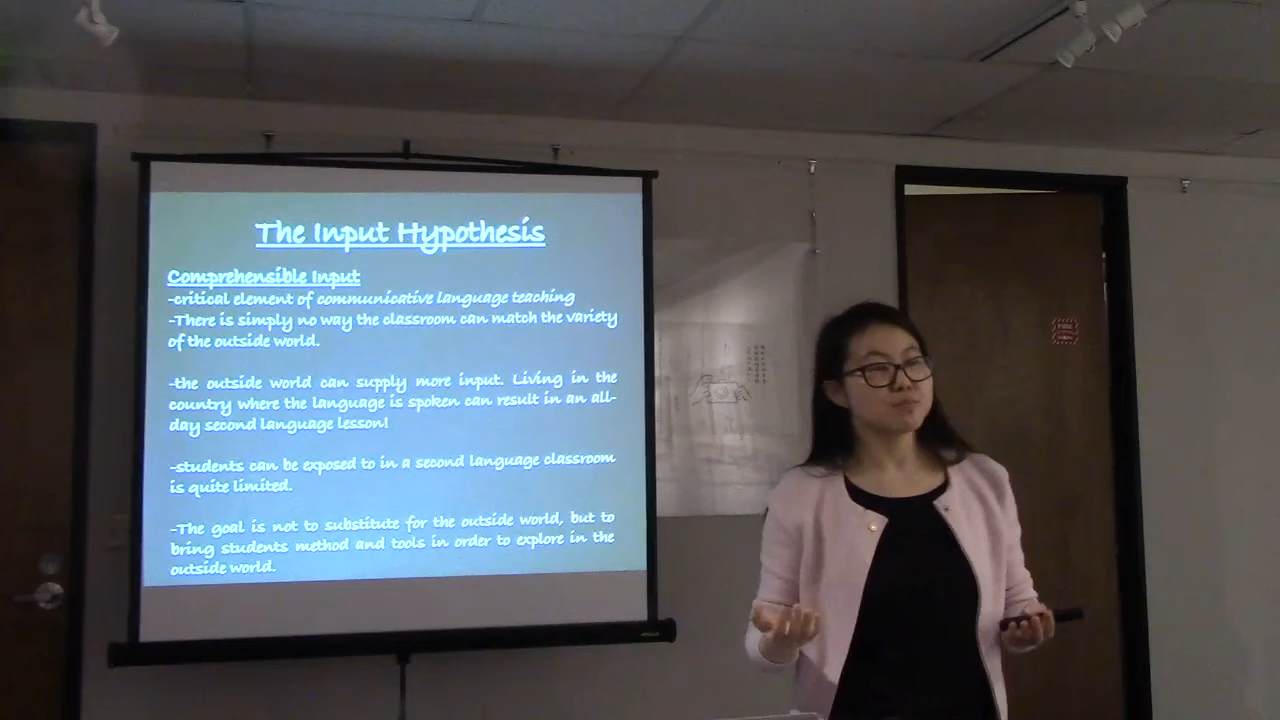 The Input Hypothesis
Comprehensible Input
-critical element of communicative language teaching
-There is simply no way the classroom can match the variety
of the outside world.
-the outside world can supply more input. Living in the
country where the language is spoken can result in an all-
day second language lesson!
-students can be exposed to in a second language classroom
is quite limited.
-The goal is not to substitute for the outside world, but to
bring students method and tools in order to explore in the
outside world.